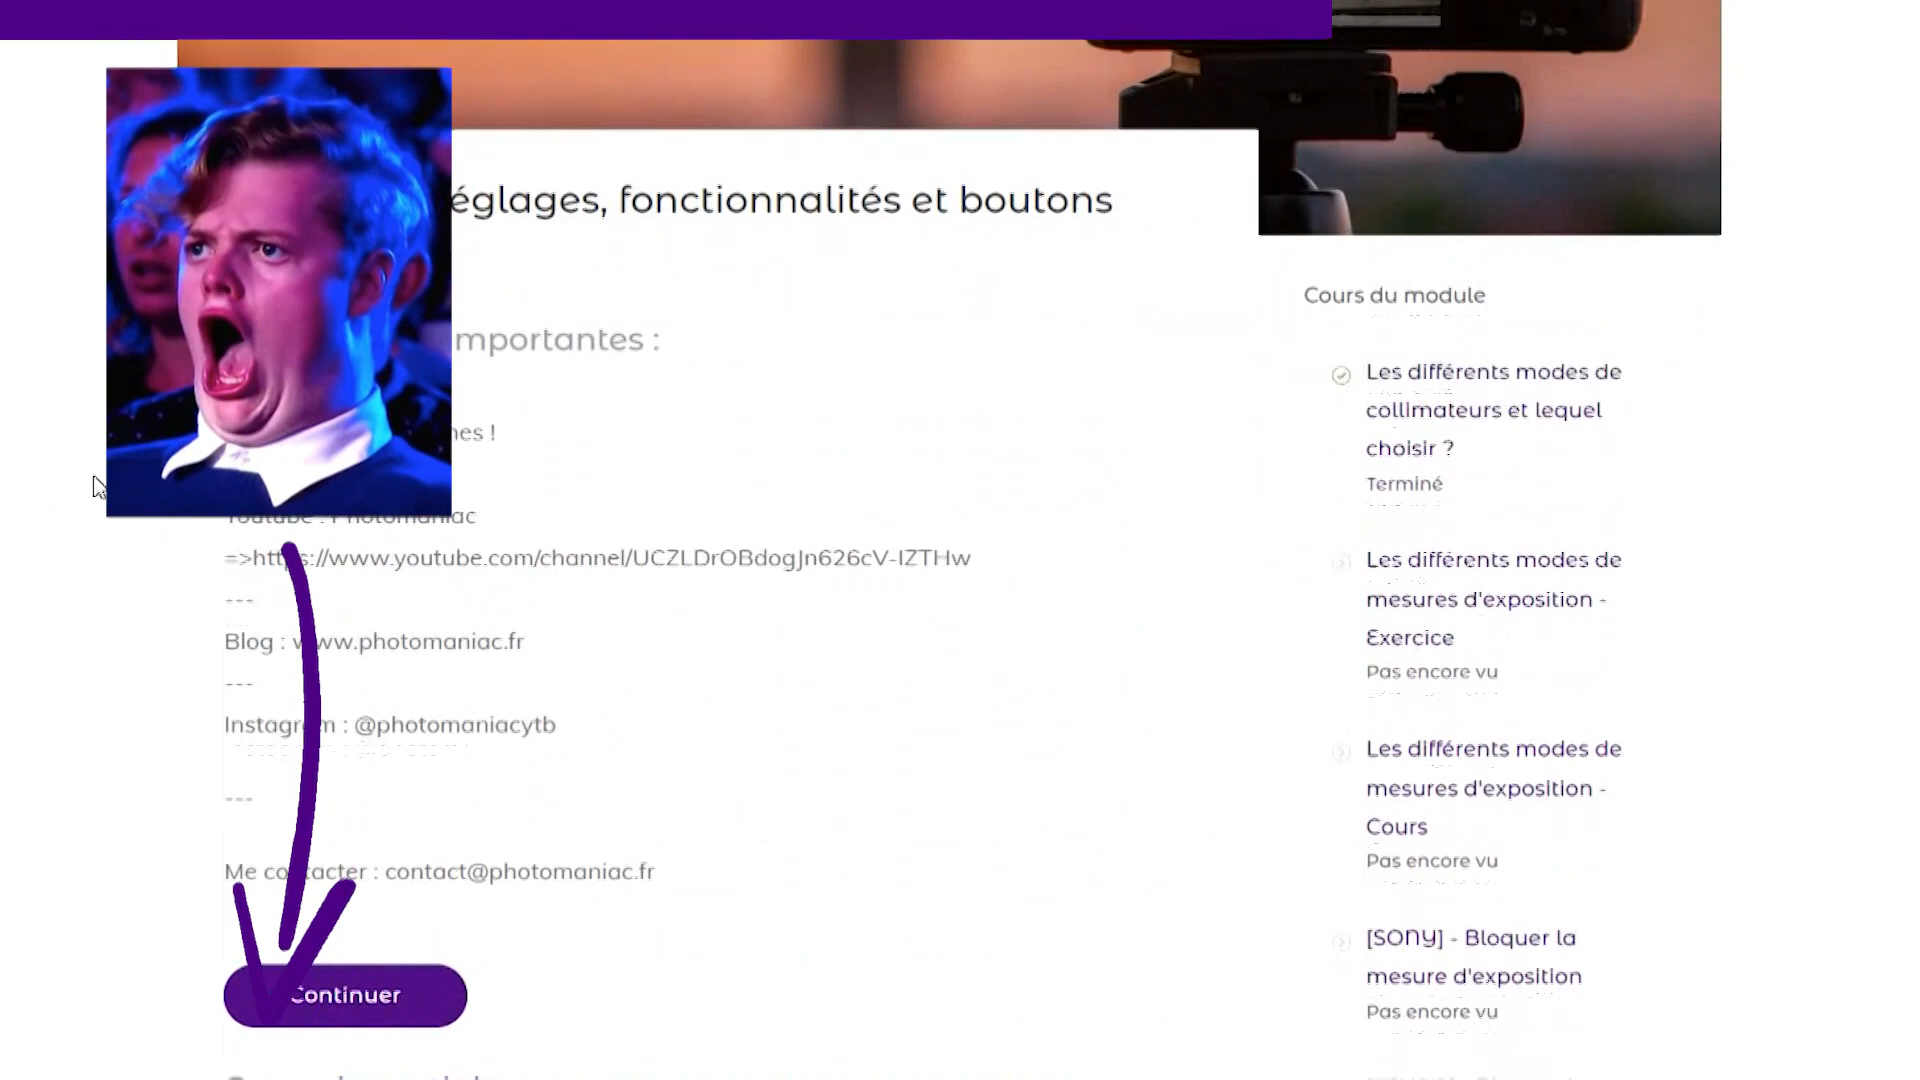 églages, fonctionnalités et boutons
mportantes :
nes !
Youtube : Photomaniac
=>https://www.youtube.com/channel/UCZLDrOBdogJn626cV-IZTHw
---
Blog : www.photomaniac.fr
---
Instagram : @photomaniacytb
---
Me contacter : contact@photomaniac.fr
Continuer
Cours du module
Les différents modes de
collimateurs et lequel
choisir ?
Terminé
Les différents modes de
mesures d'exposition -
Exercice
Pas encore vu
Les différents modes de
mesures d'exposition -
Cours
Pas encore vu
[SONY] - Bloquer la
mesure d'exposition
Pas encore vu